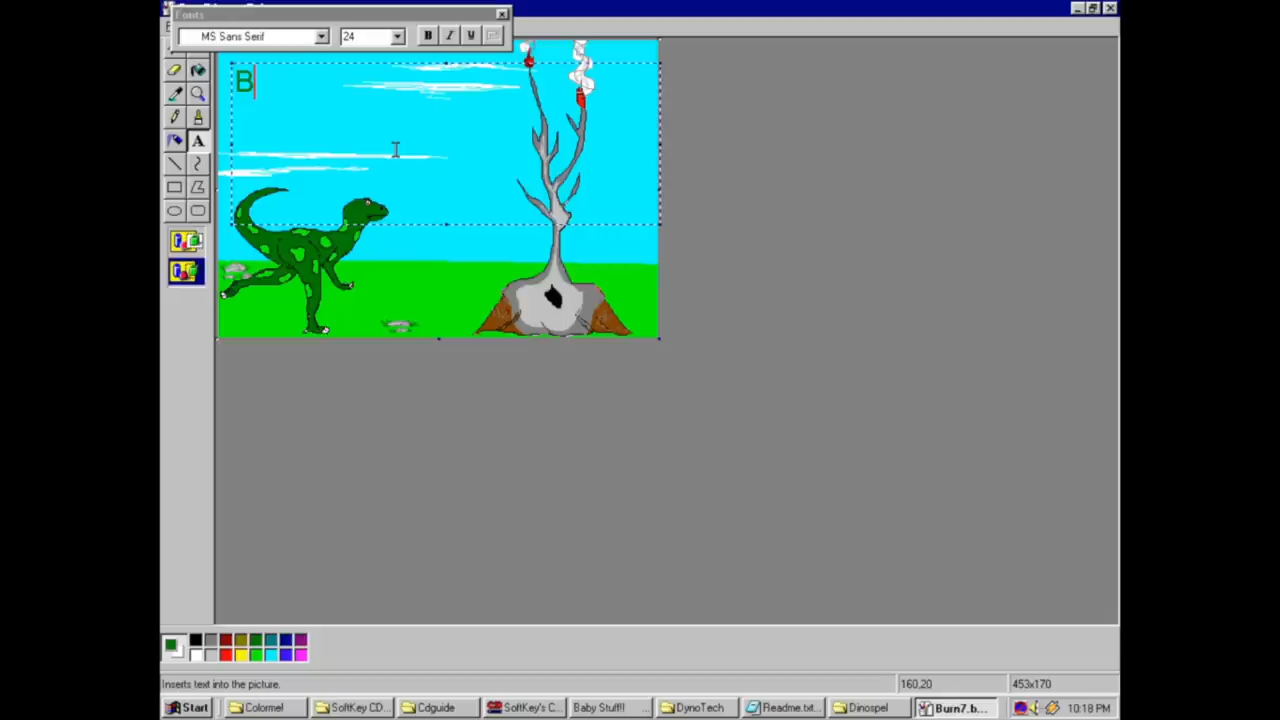 Fonts
MS Sans Serif
24
B I U
B
A
Inserts text into the picture.
160,20
453x170
Start
Colormel
SoftKey CD...
Cdguide
SoftKey's C...
Baby Stuff!! ...
DynoTech
Readme.txt...
Dinospel
Burn7.b...
10:18 PM